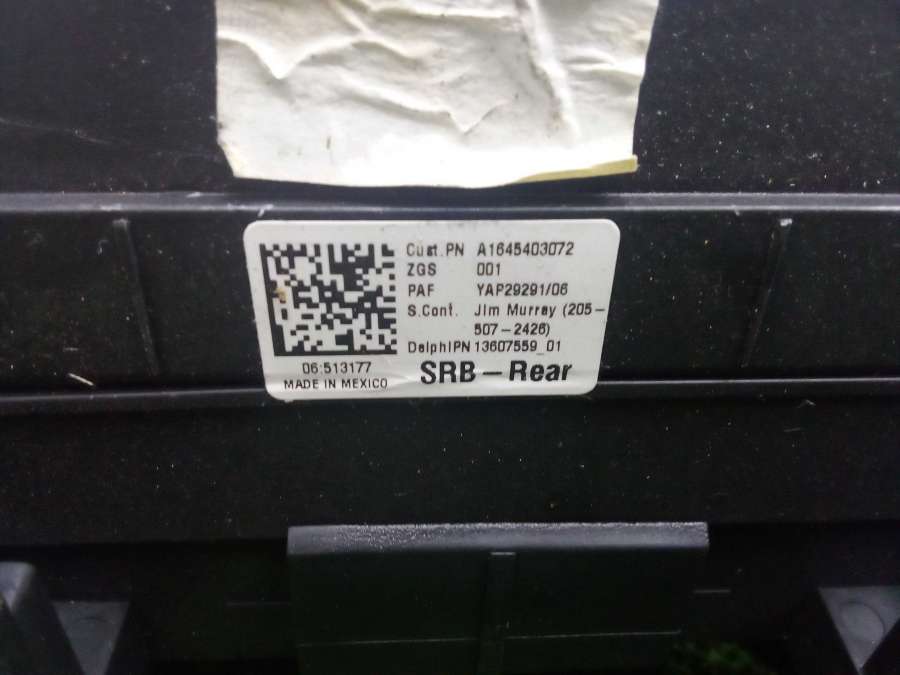 Cust.PN A1645403072
ZGS 001
PAF YAP29291/06
S.Cont. Jim Murray (205-
507-2426)
DelphiPN 13607559_01
06:513177
MADE IN MEXICO
SRB-Rear